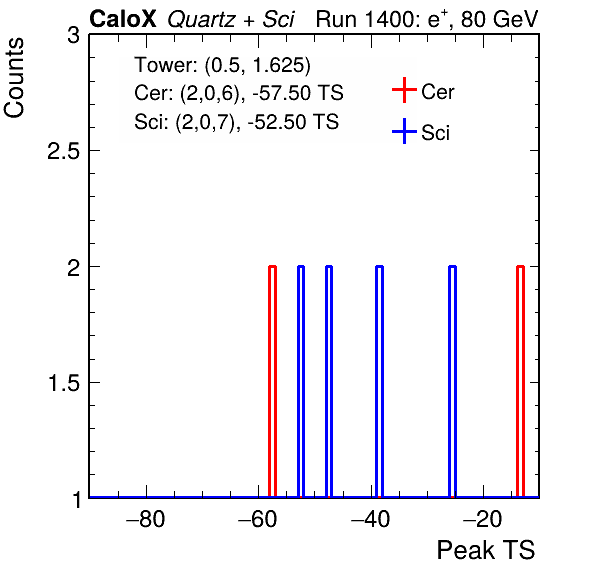 CaloX Quartz + Sci Run 1400: e+, 80 GeV
Counts
3
2.5
2
1.5
1
Tower: (0.5, 1.625)
Cer: (2,0,6), -57.50 TS
Sci: (2,0,7), -52.50 TS
Cer
Sci
−80 −60 −40 −20
Peak TS